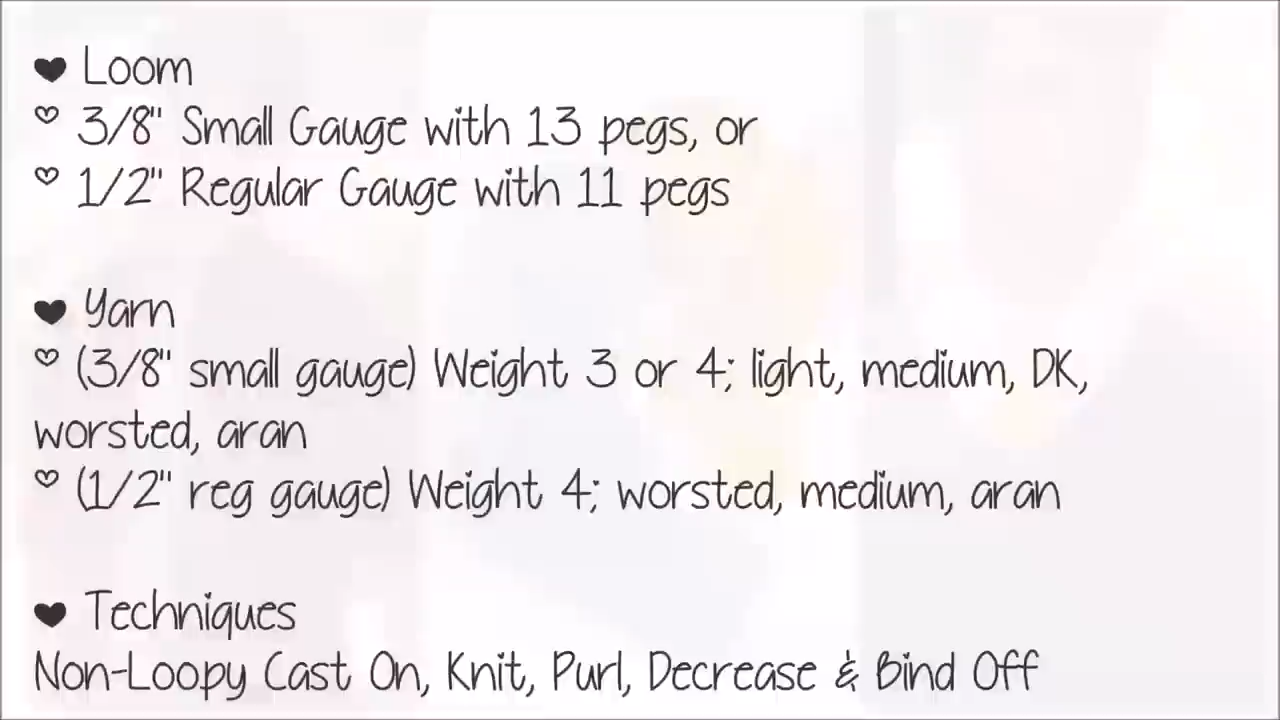 ♥ Loom
♡ 3/8" Small Gauge with 13 pegs, or
♡ 1/2" Regular Gauge with 11 pegs
♥ Yarn
♡ (3/8" small gauge) Weight 3 or 4; light, medium, DK,
worsted, aran
♡ (1/2" reg gauge) Weight 4; worsted, medium, aran
♥ Techniques
Non-Loopy Cast On, Knit, Purl, Decrease & Bind Off